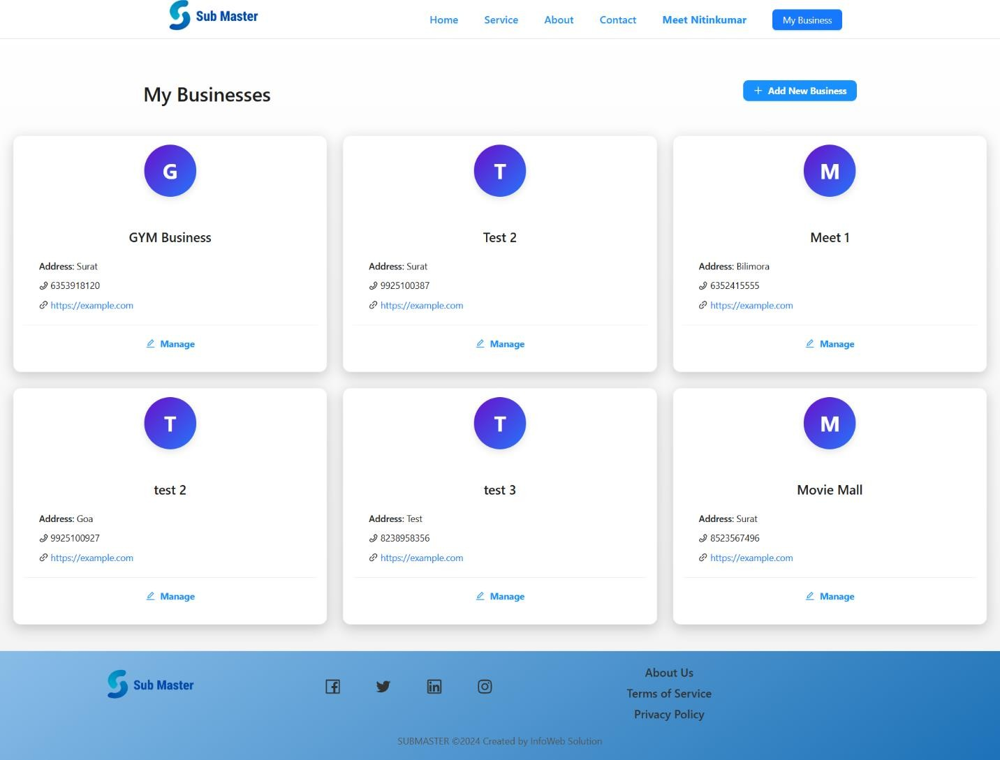 Sub Master
Home Service About Contact Meet Nitinkumar My Business
My Businesses
Add New Business
G
GYM Business
Address: Surat
6353918120
https://example.com
Manage
T
Test 2
Address: Surat
9925100387
https://example.com
Manage
M
Meet 1
Address: Bilimora
6352415555
https://example.com
Manage
T
test 2
Address: Goa
9925100927
https://example.com
Manage
T
test 3
Address: Test
8238958356
https://example.com
Manage
M
Movie Mall
Address: Surat
8523567496
https://example.com
Manage
Sub Master
About Us
Terms of Service
Privacy Policy
SUBMASTER ©2024 Created by InfoWeb Solution